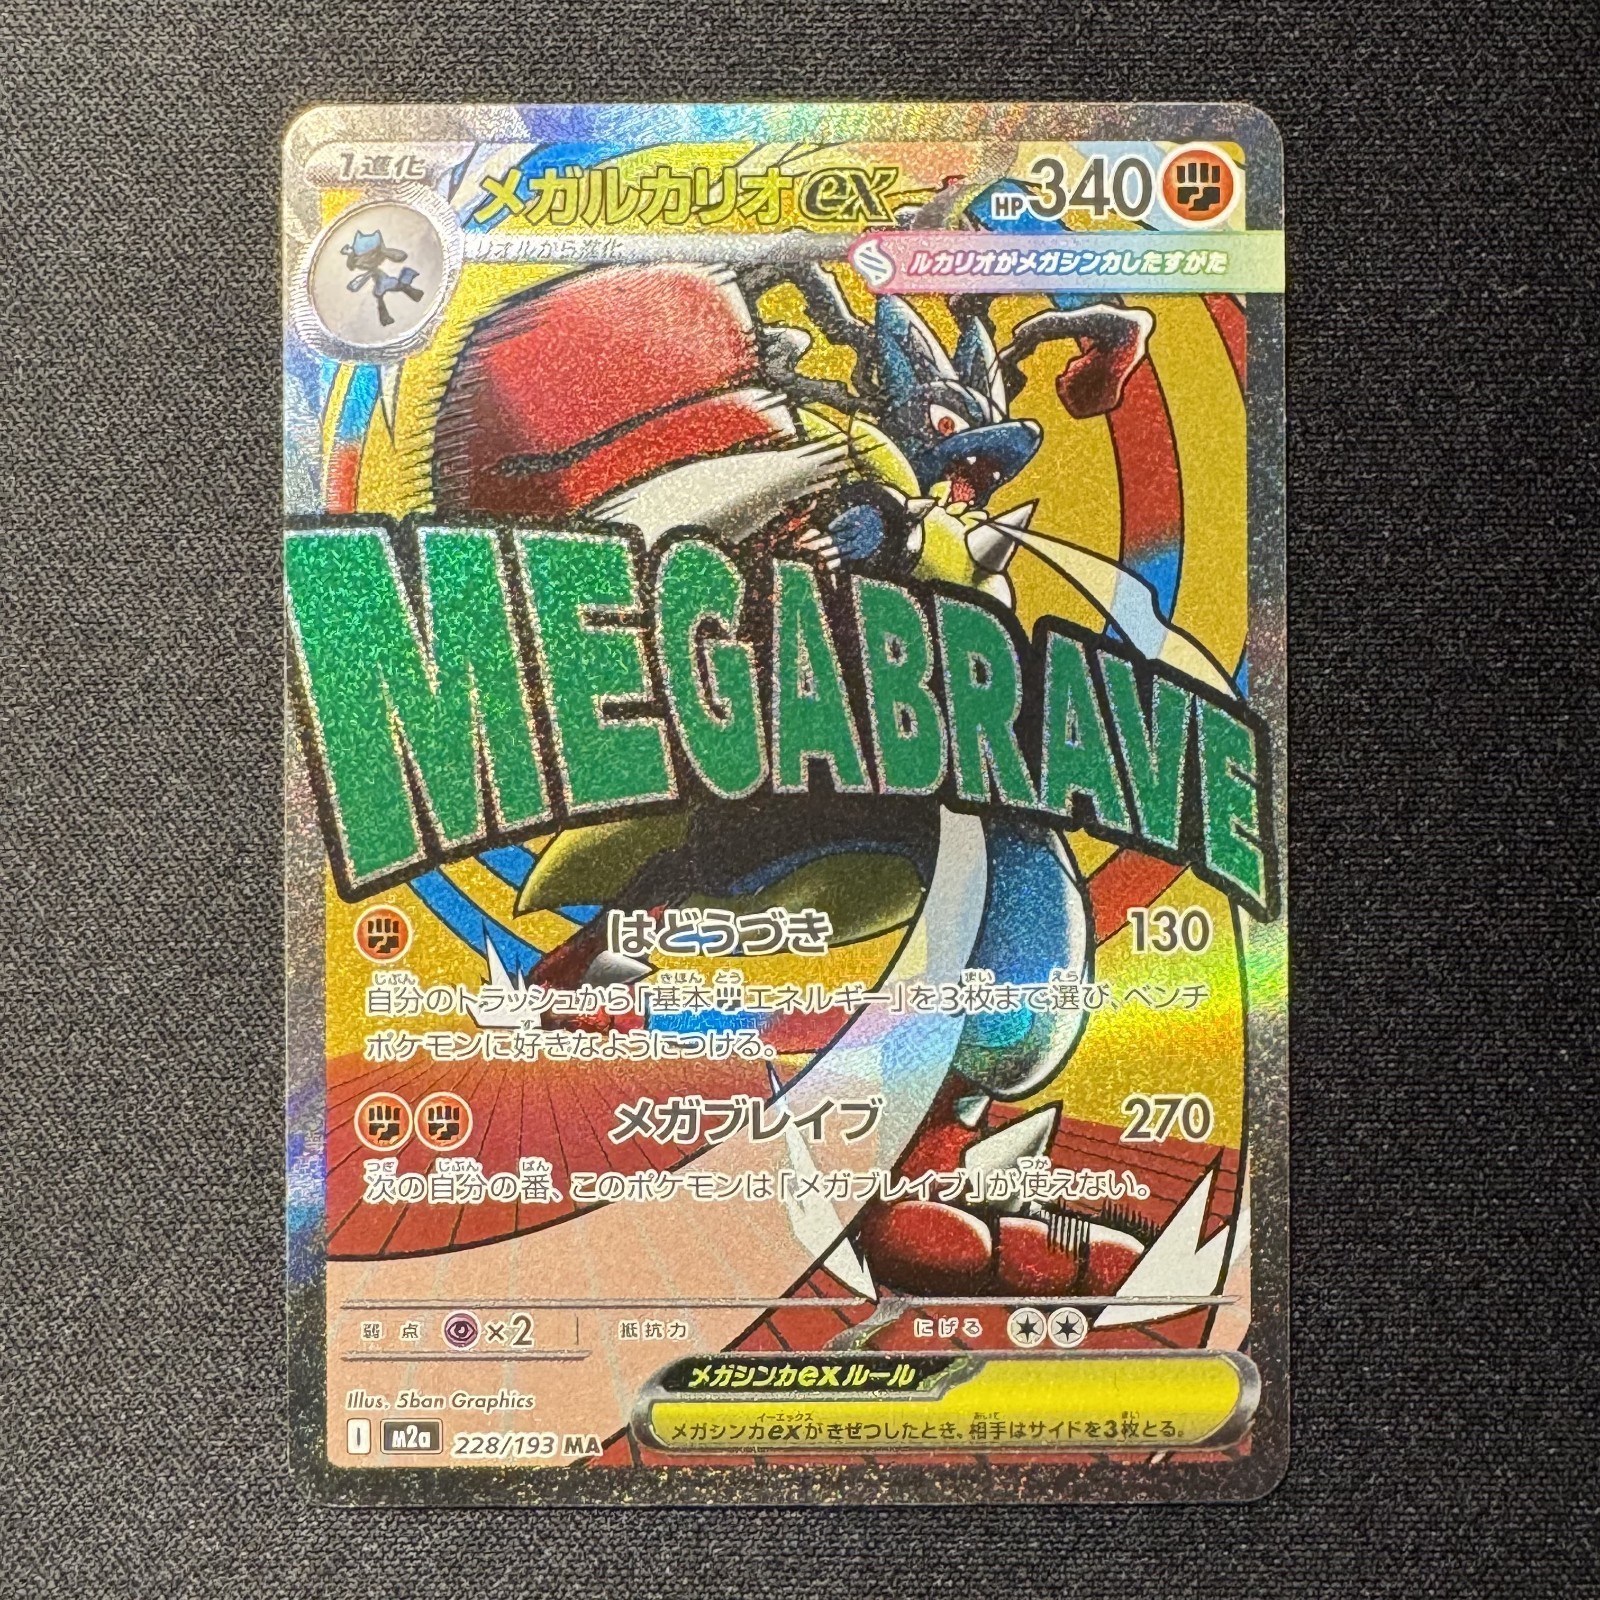 1進化
メガルカリオex HP340
リオルから進化
ルカリオがメガシンカしたすがた
MEGABRAVE
はどうづき 130
自分のトラッシュから「基本エネルギー」を3枚まで選び、ベンチ
ポケモンに好きなようにつける。
メガブレイブ 270
次の自分の番、このポケモンは「メガブレイブ」が使えない。
弱点 ×2 抵抗力 にげる
メガシンカexルール
メガシンカexがきぜつしたとき、相手はサイドを3枚とる。
Illus. 5ban Graphics
I m2a 228/193 MA